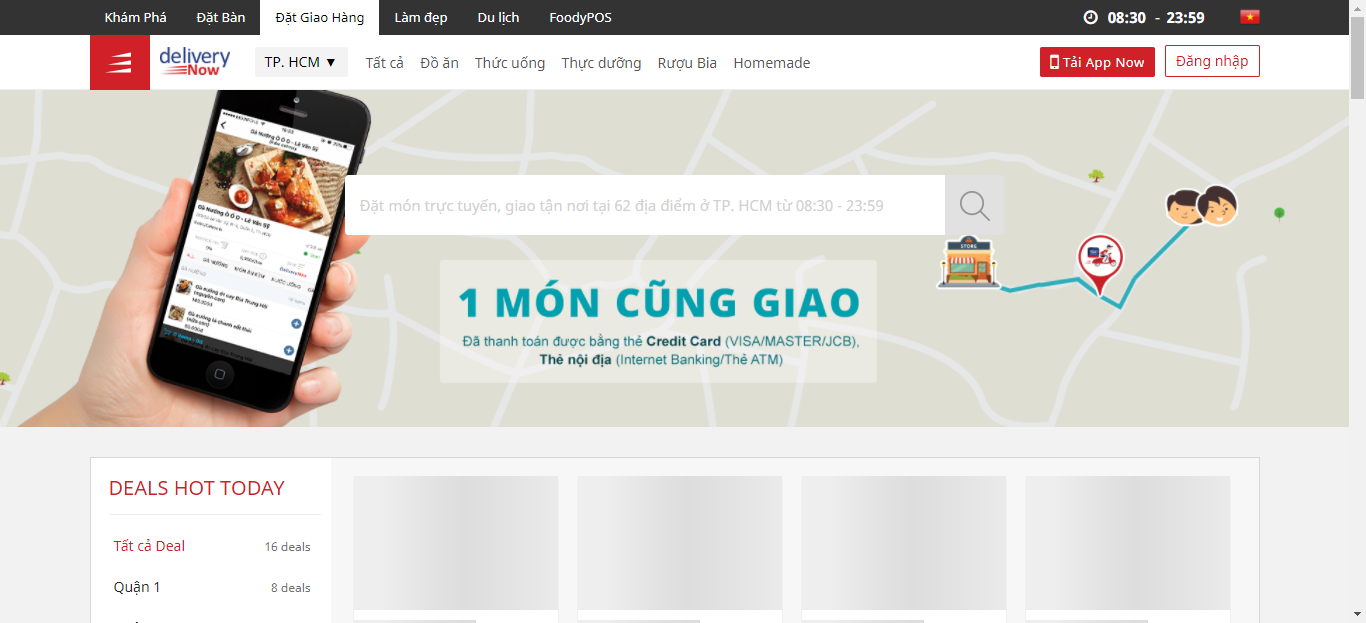 Khám Phá Đặt Bàn Đặt Giao Hàng Làm đẹp Du lịch FoodyPOS 08:30 - 23:59
delivery Now TP. HCM ▼ Tất cả Đồ ăn Thức uống Thực dưỡng Rượu Bia Homemade Tải App Now Đăng nhập
Đặt món trực tuyến, giao tận nơi tại 62 địa điểm ở TP. HCM từ 08:30 - 23:59
STORE
1 MÓN CŨNG GIAO
Đã thanh toán được bằng thẻ Credit Card (VISA/MASTER/JCB),
Thẻ nội địa (Internet Banking/Thẻ ATM)
DEALS HOT TODAY
Tất cả Deal 16 deals
Quận 1 8 deals